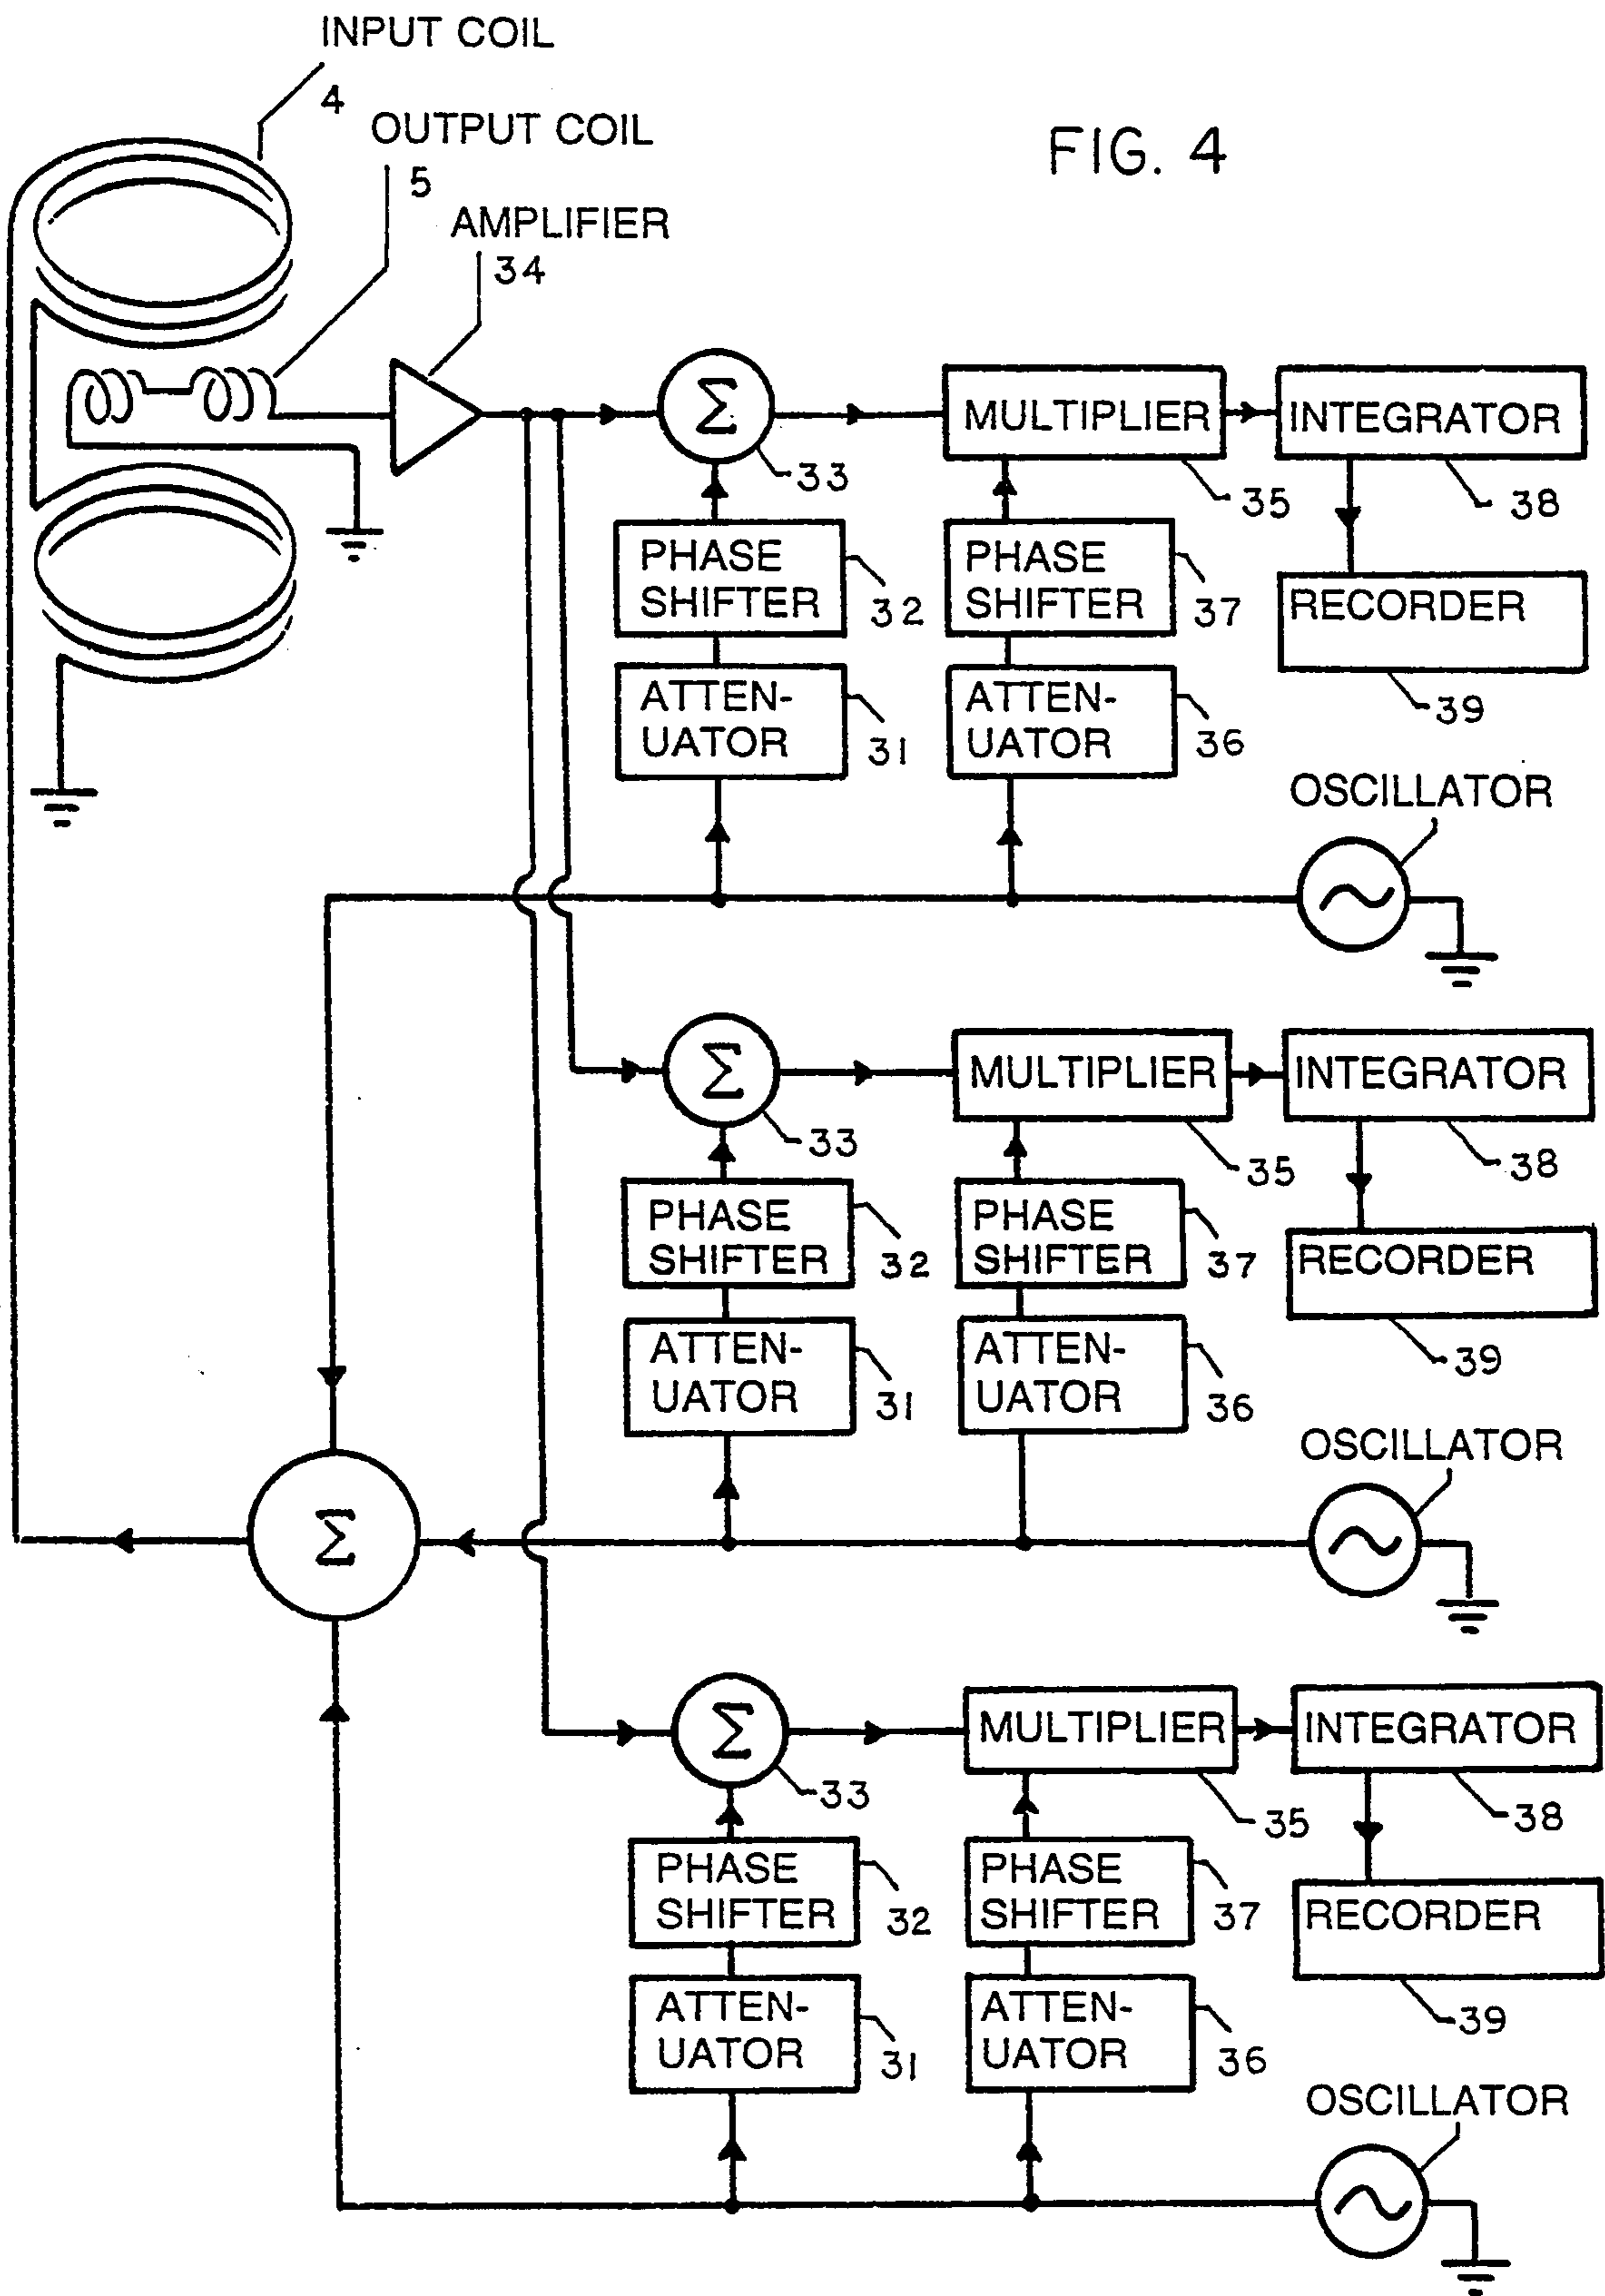 INPUT COIL
4
OUTPUT COIL
5
FIG. 4
AMPLIFIER
34
Σ
33
MULTIPLIER
35
INTEGRATOR
38
PHASE
SHIFTER
32
PHASE
SHIFTER
37
RECORDER
39
ATTEN-
UATOR
31
ATTEN-
UATOR
36
OSCILLATOR
Σ
33
MULTIPLIER
35
INTEGRATOR
38
PHASE
SHIFTER
32
PHASE
SHIFTER
37
RECORDER
39
ATTEN-
UATOR
31
ATTEN-
UATOR
36
OSCILLATOR
Σ
Σ
33
MULTIPLIER
35
INTEGRATOR
38
PHASE
SHIFTER
32
PHASE
SHIFTER
37
RECORDER
39
ATTEN-
UATOR
31
ATTEN-
UATOR
36
OSCILLATOR